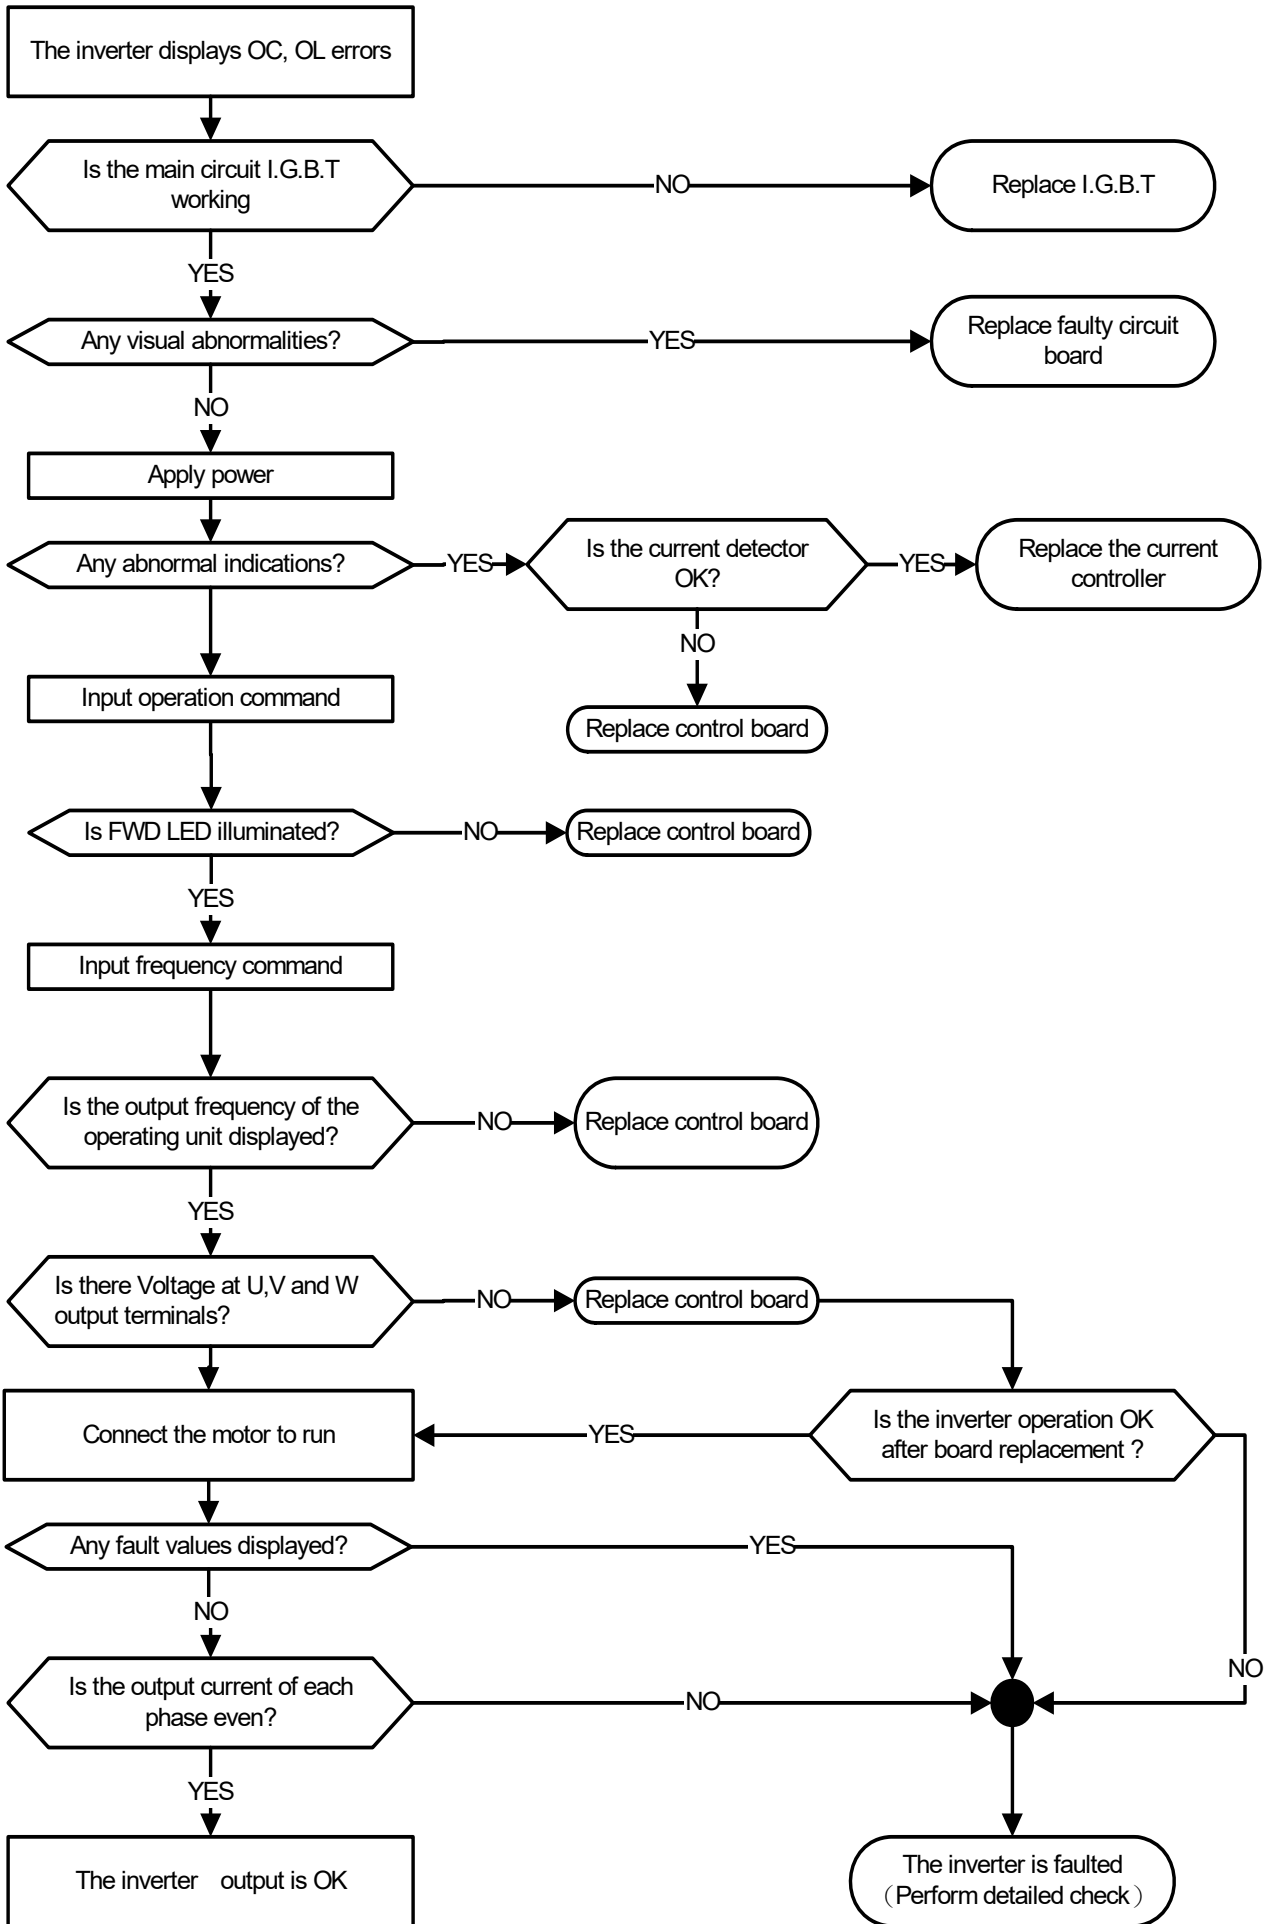 The inverter displays OC, OL errors
Is the main circuit I.G.B.T
working
NO
Replace I.G.B.T
YES
Any visual abnormalities?
YES
Replace faulty circuit
board
NO
Apply power
Any abnormal indications?
YES
Is the current detector
OK?
YES
Replace the current
controller
NO
Replace control board
Input operation command
Is FWD LED illuminated?
NO
Replace control board
YES
Input frequency command
Is the output frequency of the
operating unit displayed?
NO
Replace control board
YES
Is there Voltage at U,V and W
output terminals?
NO
Replace control board
Connect the motor to run
YES
Is the inverter operation OK
after board replacement ?
Any fault values displayed?
YES
NO
NO
Is the output current of each
phase even?
NO
YES
The inverter output is OK
The inverter is faulted
（Perform detailed check）